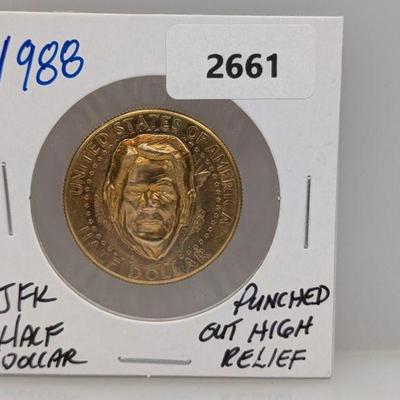 1988
2661
UNITED STATES OF AMERICA
HALF DOLLAR
JFK
HALF
DOLLAR
PUNCHED
OUT HIGH
RELIEF